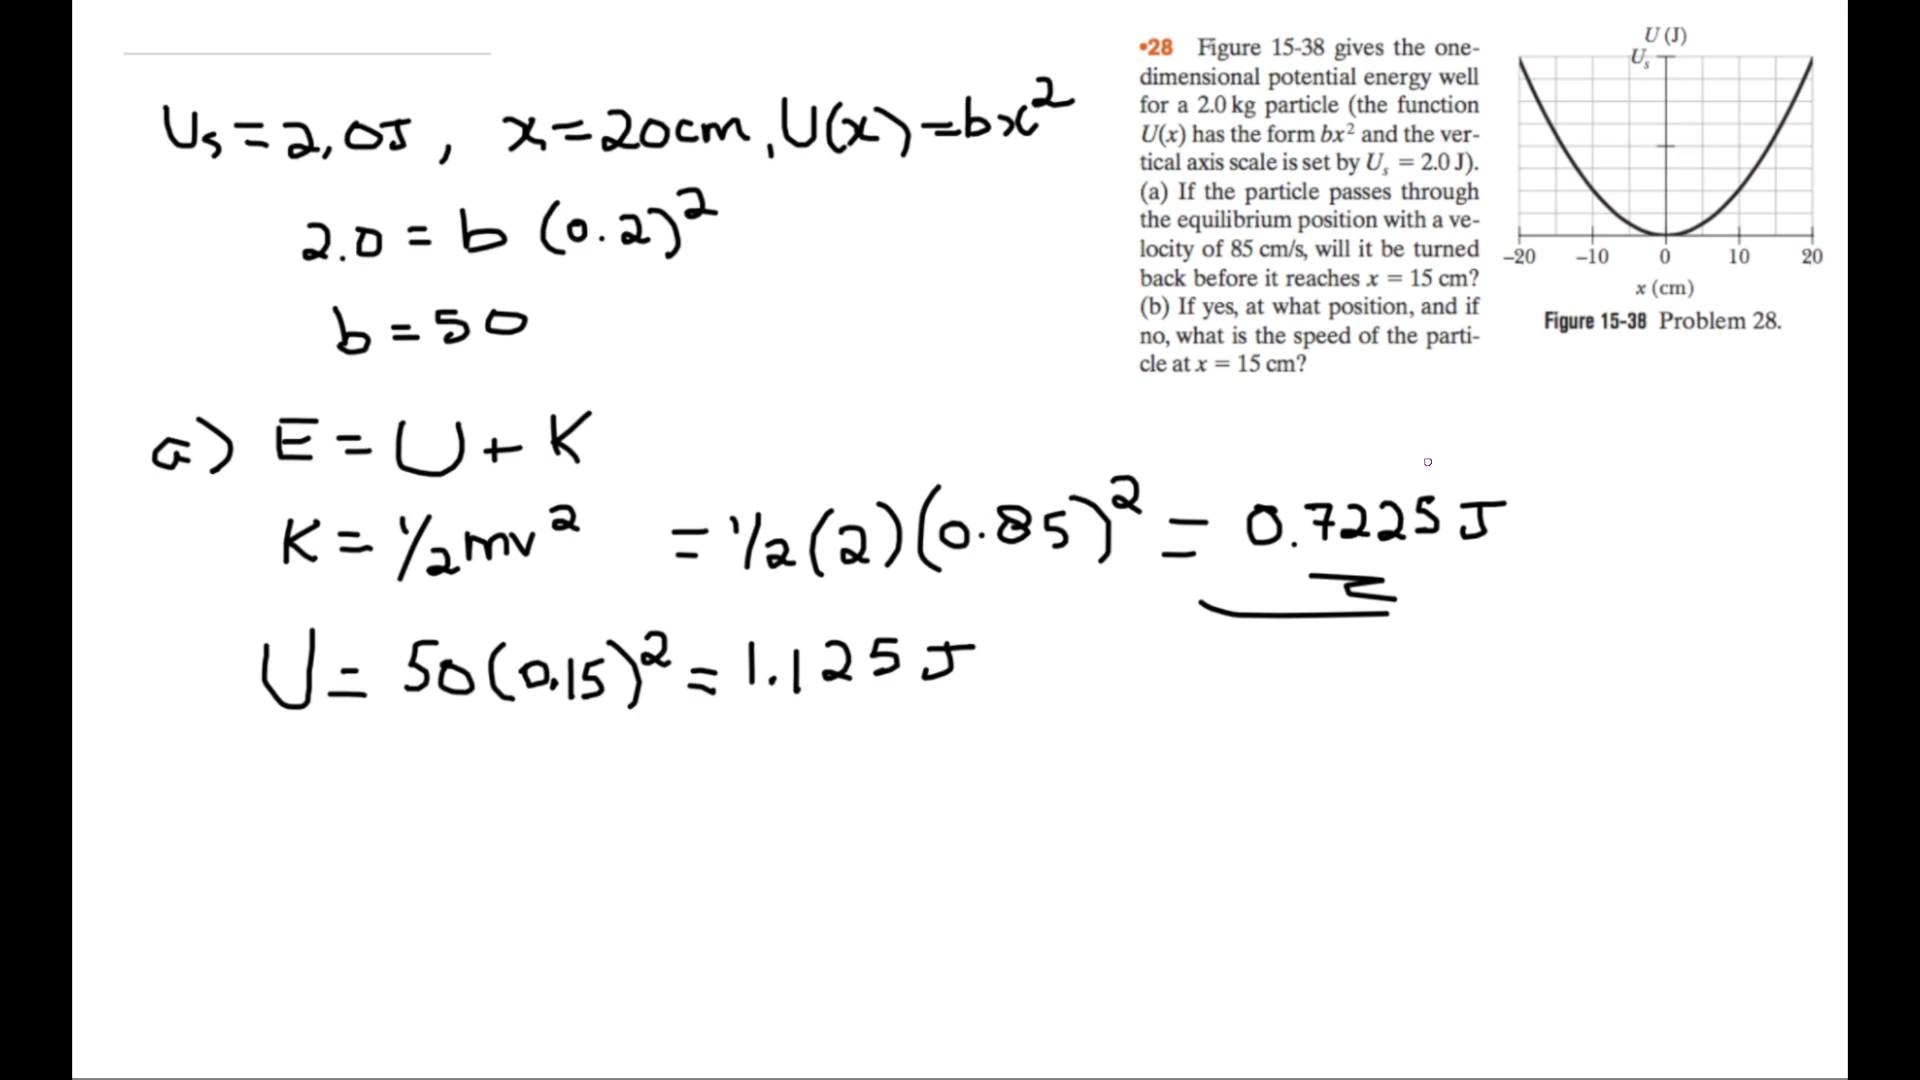 Us = 2.0J, x = 20cm, U(x) = bx²
2.0 = b (0.2)²
b = 50
a) E = U + K
K = 1/2 mv² = 1/2 (2)(0.85)² = 0.7225 J
U = 50(0.15)² = 1.125 J
•28 Figure 15-38 gives the one-
dimensional potential energy well
for a 2.0 kg particle (the function
U(x) has the form bx² and the ver-
tical axis scale is set by Us = 2.0 J).
(a) If the particle passes through
the equilibrium position with a ve-
locity of 85 cm/s, will it be turned
back before it reaches x = 15 cm?
(b) If yes, at what position, and if
no, what is the speed of the parti-
cle at x = 15 cm?
U (J)
Us
−20 −10 0 10 20
x (cm)
Figure 15-38 Problem 28.